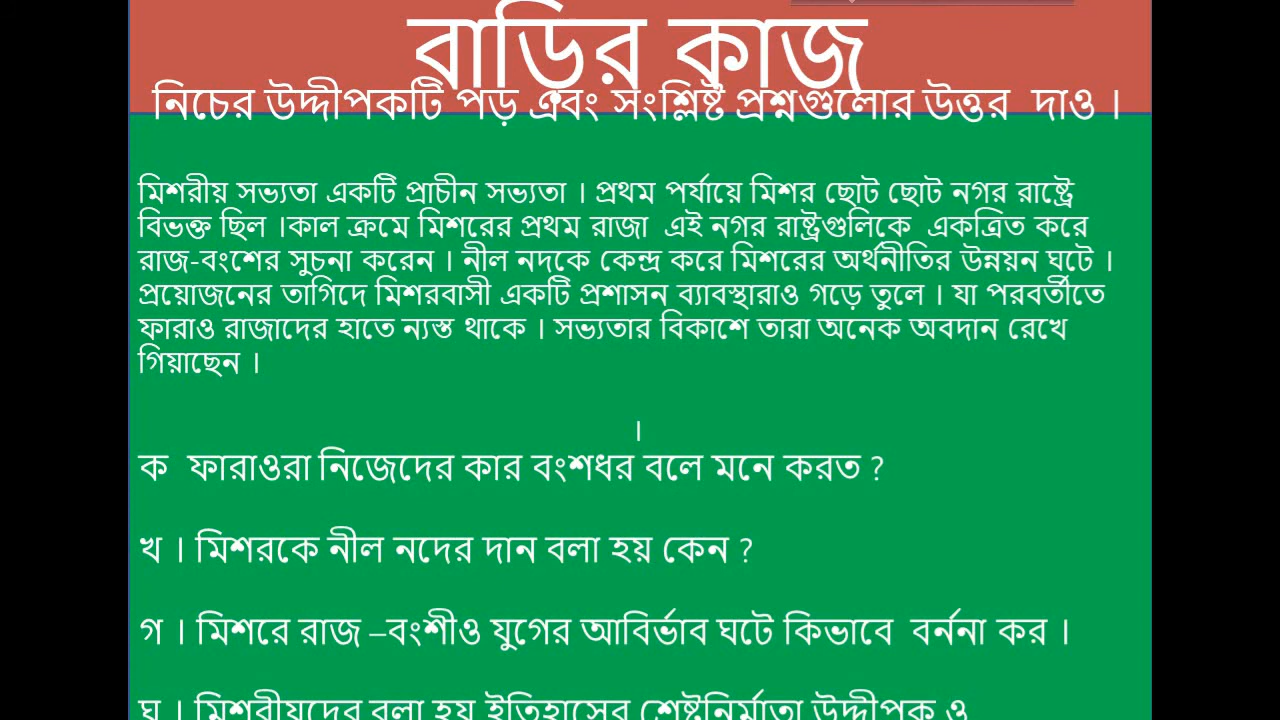 বাড়ির কাজ
নিচের উদ্দীপকটি পড় এবং সংশ্লিষ্ট প্রশ্নগুলোর উত্তর দাও ।
মিশরীয় সভ্যতা একটি প্রাচীন সভ্যতা । প্রথম পর্যায়ে মিশর ছোট ছোট নগর রাষ্ট্রে
বিভক্ত ছিল ।কাল ক্রমে মিশরের প্রথম রাজা এই নগর রাষ্ট্রগুলিকে একত্রিত করে
রাজ-বংশের সুচনা করেন । নীল নদকে কেন্দ্র করে মিশরের অর্থনীতির উন্নয়ন ঘটে ।
প্রয়োজনের তাগিদে মিশরবাসী একটি প্রশাসন ব্যাবস্থারাও গড়ে তুলে । যা পরবর্তীতে
ফারাও রাজাদের হাতে ন্যস্ত থাকে । সভ্যতার বিকাশে তারা অনেক অবদান রেখে
গিয়াছেন ।
।
ক ফারাওরা নিজেদের কার বংশধর বলে মনে করত ?
খ । মিশরকে নীল নদের দান বলা হয় কেন ?
গ । মিশরে রাজ –বংশীও যুগের আবির্ভাব ঘটে কিভাবে বর্ননা কর ।
ঘ । মিশরীয়দের বলা হয় ইতিহাসের শ্রেষ্টনির্মাতা উদ্দীপক ও